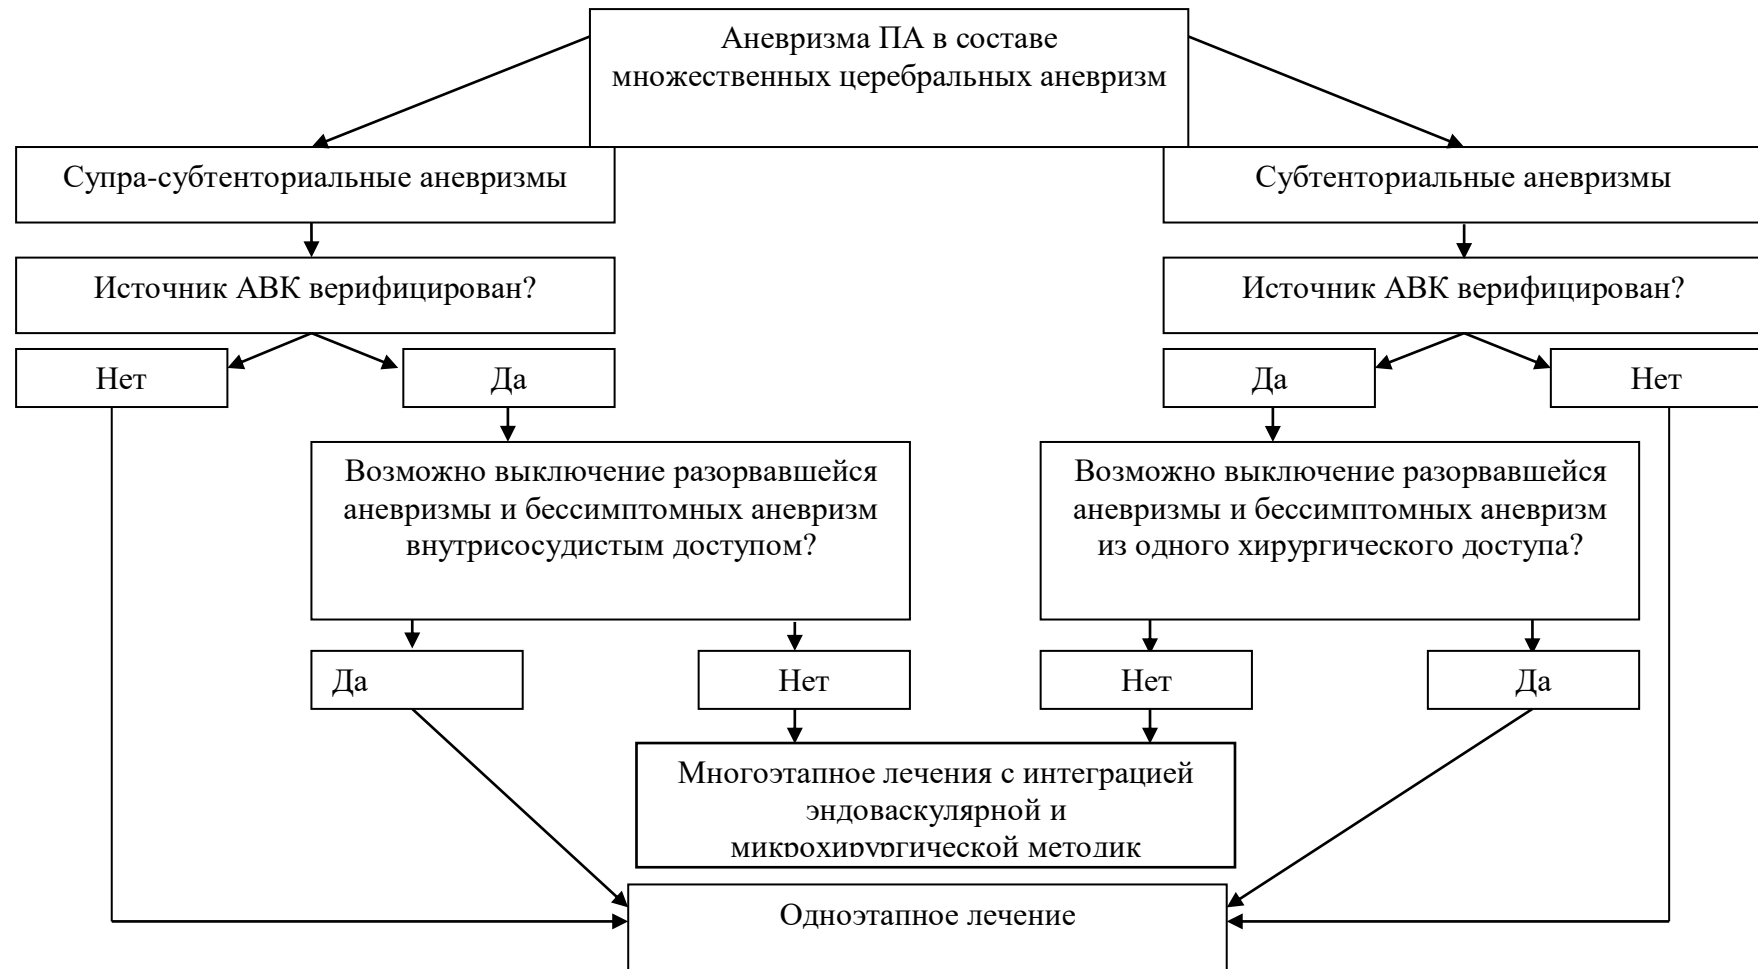 Аневризма ПА в составе
множественных церебральных аневризм
Супра-субтенториальные аневризмы
Субтенториальные аневризмы
Источник АВК верифицирован?
Источник АВК верифицирован?
Нет
Да
Да
Нет
Возможно выключение разорвавшейся
аневризмы и бессимптомных аневризм
внутрисосудистым доступом?
Возможно выключение разорвавшейся
аневризмы и бессимптомных аневризм
из одного хирургического доступа?
Да
Нет
Нет
Да
Многоэтапное лечения с интеграцией
эндоваскулярной и
микрохирургической методик
Одноэтапное лечение